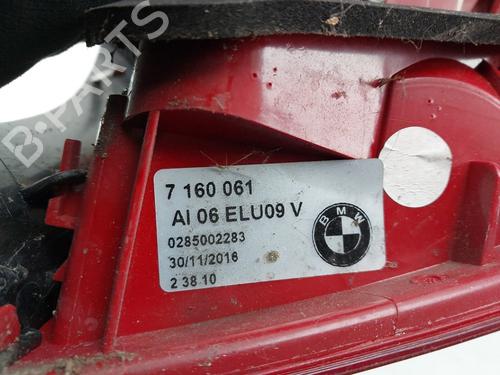 B-PARTS
7 160 061
AI 06 ELU09 V
0285002283
30/11/2016
2 38 10
BMW